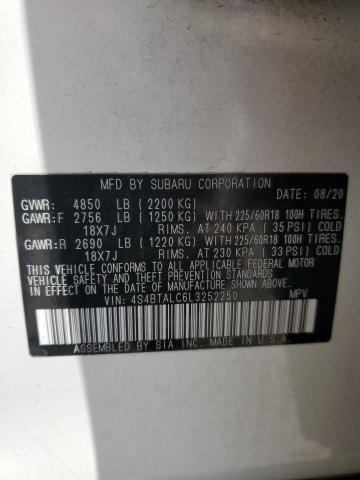 MFD BY SUBARU CORPORATION
DATE: 08/20
GVWR: 4850 LB ( 2200 KG)
GAWR:F 2756 LB ( 1250 KG) WITH 225/60R18 100H TIRES.
18X7J RIMS. AT 240 KPA ( 35 PSI) COLD
GAWR:R 2690 LB ( 1220 KG) WITH 225/60R18 100H TIRES.
18X7J RIMS. AT 230 KPA ( 33 PSI) COLD
THIS VEHICLE CONFORMS TO ALL APPLICABLE FEDERAL MOTOR
VEHICLE SAFETY, BUMPER, AND THEFT PREVENTION STANDARDS
IN EFFECT ON THE DATE OF MANUFACTURE SHOWN ABOVE.
VIN: 4S4BTALC6L3252250 MPV
ASSEMBLED BY SIA INC. MADE IN U.S.A.